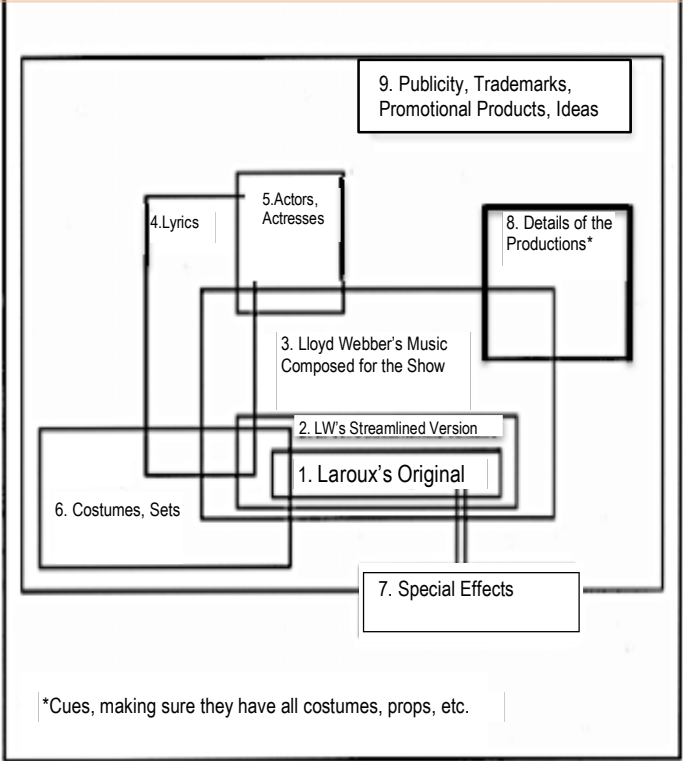 9. Publicity, Trademarks,
Promotional Products, Ideas
5.Actors,
Actresses
4.Lyrics
8. Details of the
Productions*
3. Lloyd Webber’s Music
Composed for the Show
2. LW’s Streamlined Version
1. Laroux’s Original
6. Costumes, Sets
7. Special Effects
*Cues, making sure they have all costumes, props, etc.